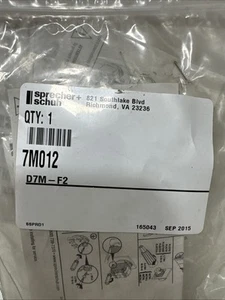 sprecher+
schuh
821 Southlake Blvd
Richmond, VA 23236
QTY: 1
7M012
D7M-F2
165043 SEP 2015